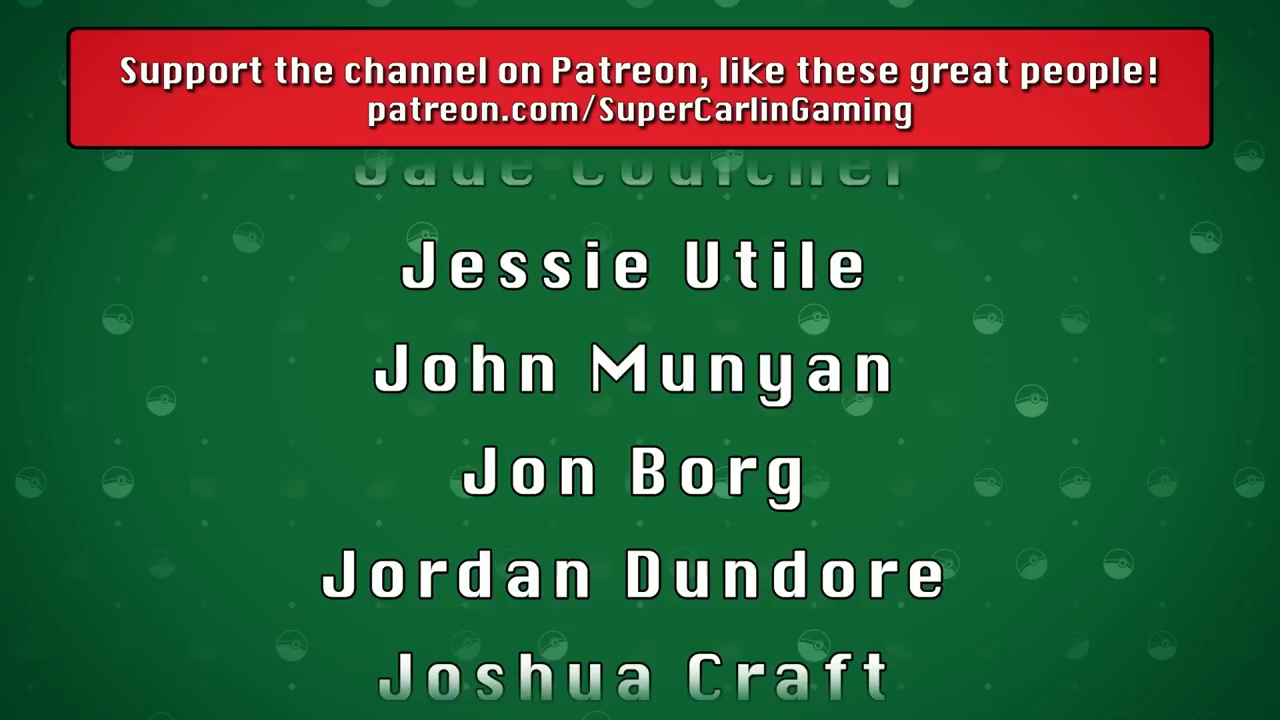 Support the channel on Patreon, like these great people!
patreon.com/SuperCarlinGaming
Jessie Utile
John Munyan
Jon Borg
Jordan Dundore
Joshua Craft